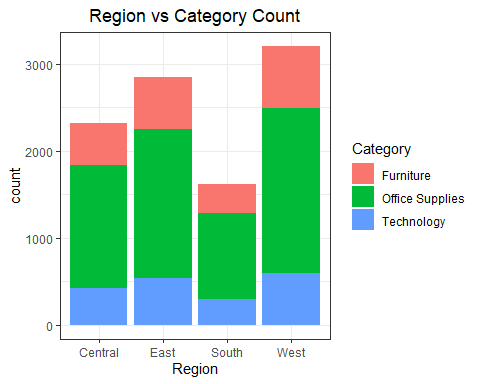 Region vs Category Count
count
3000
2000
1000
0
Central East South West
Region
Category
Furniture
Office Supplies
Technology